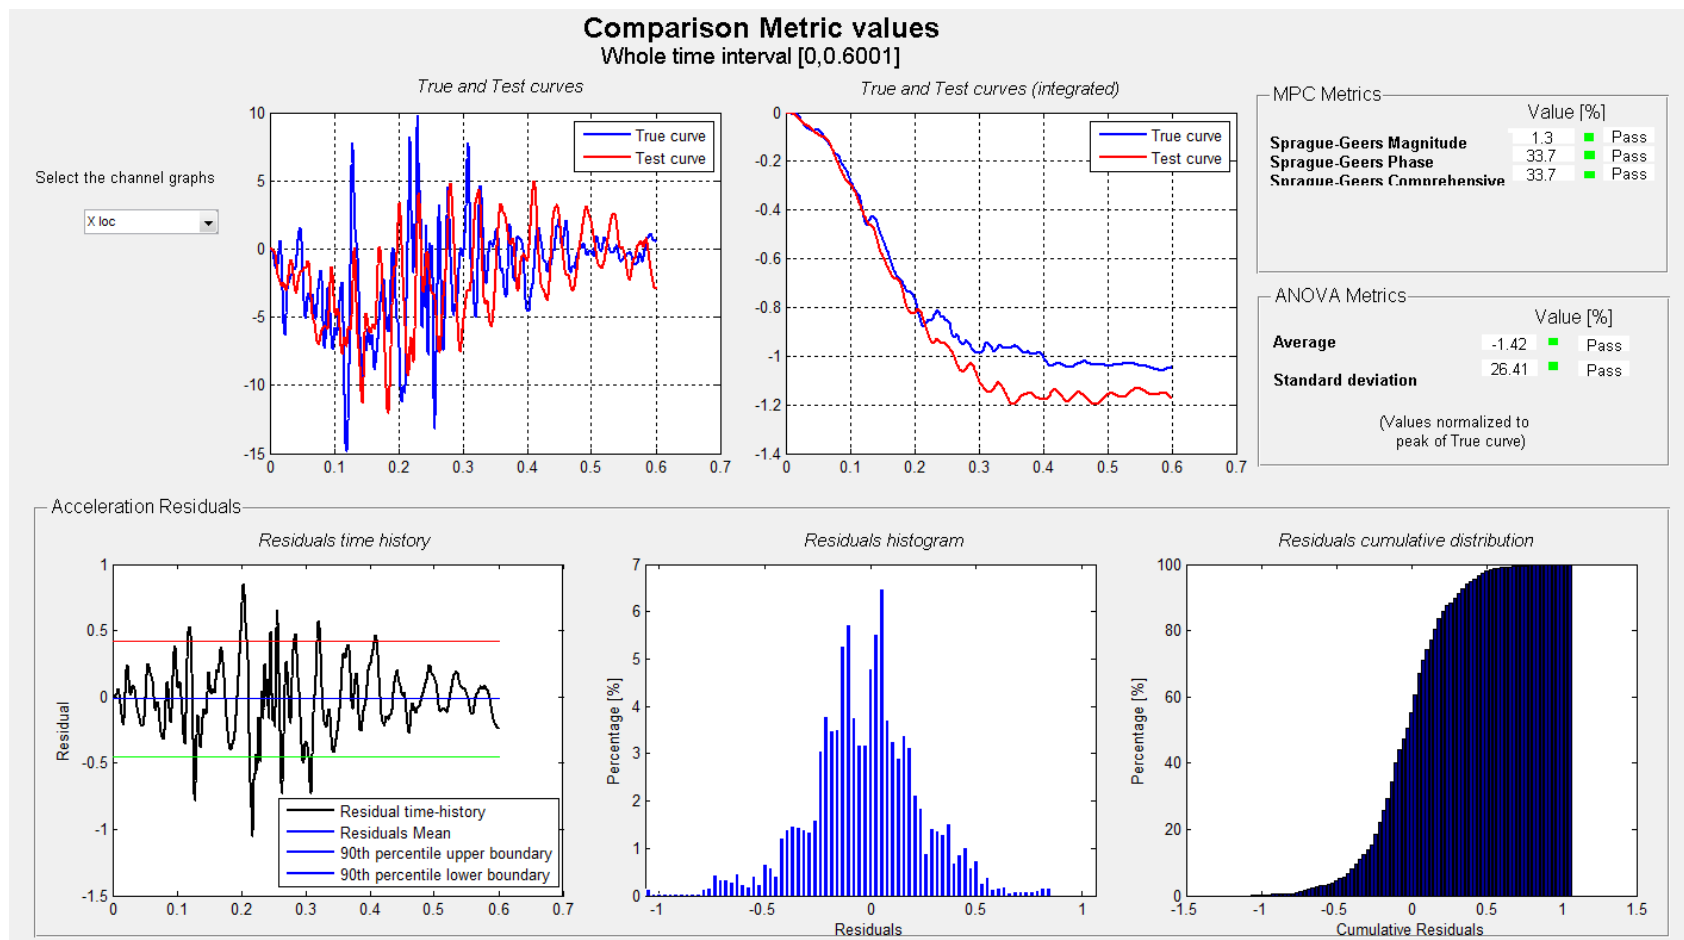 Comparison Metric values
Whole time interval [0,0.6001]
Select the channel graphs
X loc
True and Test curves
10
5
0
-5
-10
-15
0 0.1 0.2 0.3 0.4 0.5 0.6 0.7
True curve
Test curve
True and Test curves (integrated)
0
-0.2
-0.4
-0.6
-0.8
-1
-1.2
-1.4
0 0.1 0.2 0.3 0.4 0.5 0.6 0.7
True curve
Test curve
MPC Metrics
Value [%]
Sprague-Geers Magnitude 1.3 Pass
Sprague-Geers Phase 33.7 Pass
Sprague-Geers Comprehensive 33.7 Pass
ANOVA Metrics
Value [%]
Average -1.42 Pass
Standard deviation 26.41 Pass
(Values normalized to
peak of True curve)
Acceleration Residuals
Residuals time history
Residual
1
0.5
0
-0.5
-1
-1.5
0 0.1 0.2 0.3 0.4 0.5 0.6 0.7
Residual time-history
Residuals Mean
90th percentile upper boundary
90th percentile lower boundary
Residuals histogram
Percentage [%]
7
6
5
4
3
2
1
0
-1 -0.5 0 0.5 1
Residuals
Residuals cumulative distribution
Percentage [%]
100
80
60
40
20
0
-1.5 -1 -0.5 0 0.5 1 1.5
Cumulative Residuals